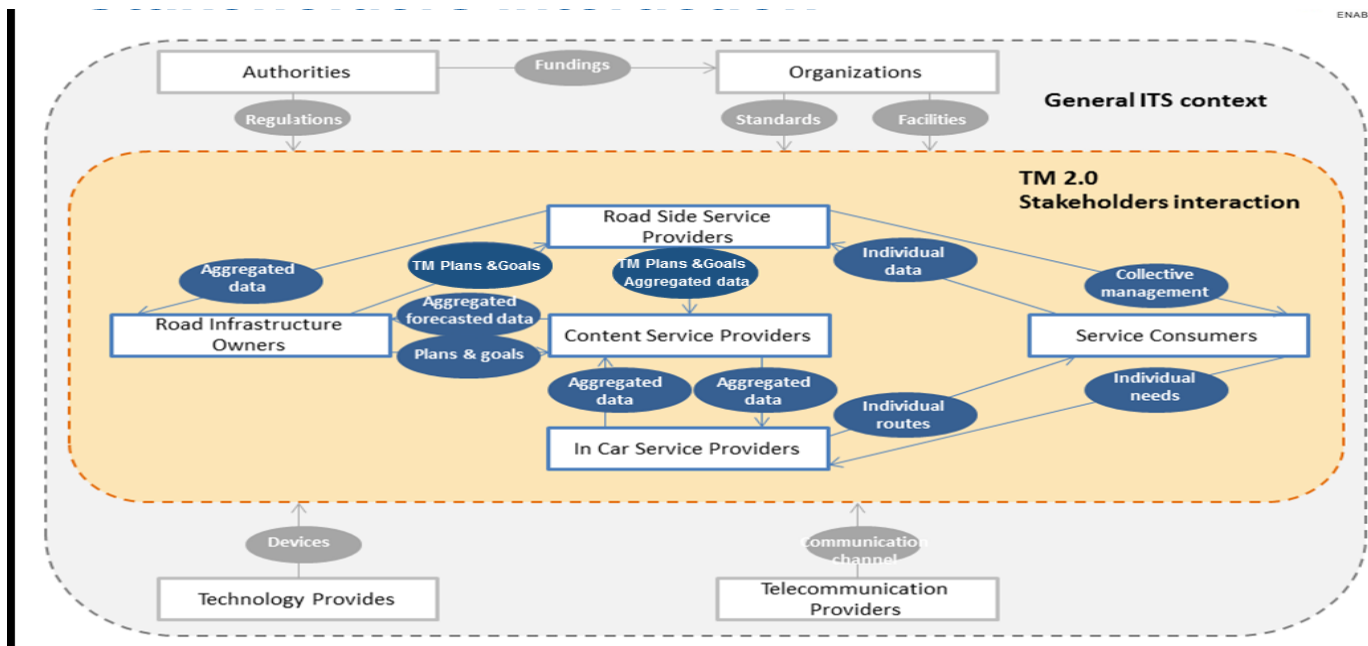 ENAB
Authorities
Fundings
Organizations
Regulations
Standards
Facilities
General ITS context
TM 2.0
Stakeholders interaction
Road Side Service
Providers
Aggregated
data
TM Plans &Goals
TM Plans &Goals
Aggregated data
Individual
data
Collective
management
Road Infrastructure
Owners
Aggregated
forecasted data
Plans & goals
Content Service Providers
Service Consumers
Aggregated
data
Aggregated
data
Individual
routes
Individual
needs
In Car Service Providers
Devices
Communication
channel
Technology Provides
Telecommunication
Providers